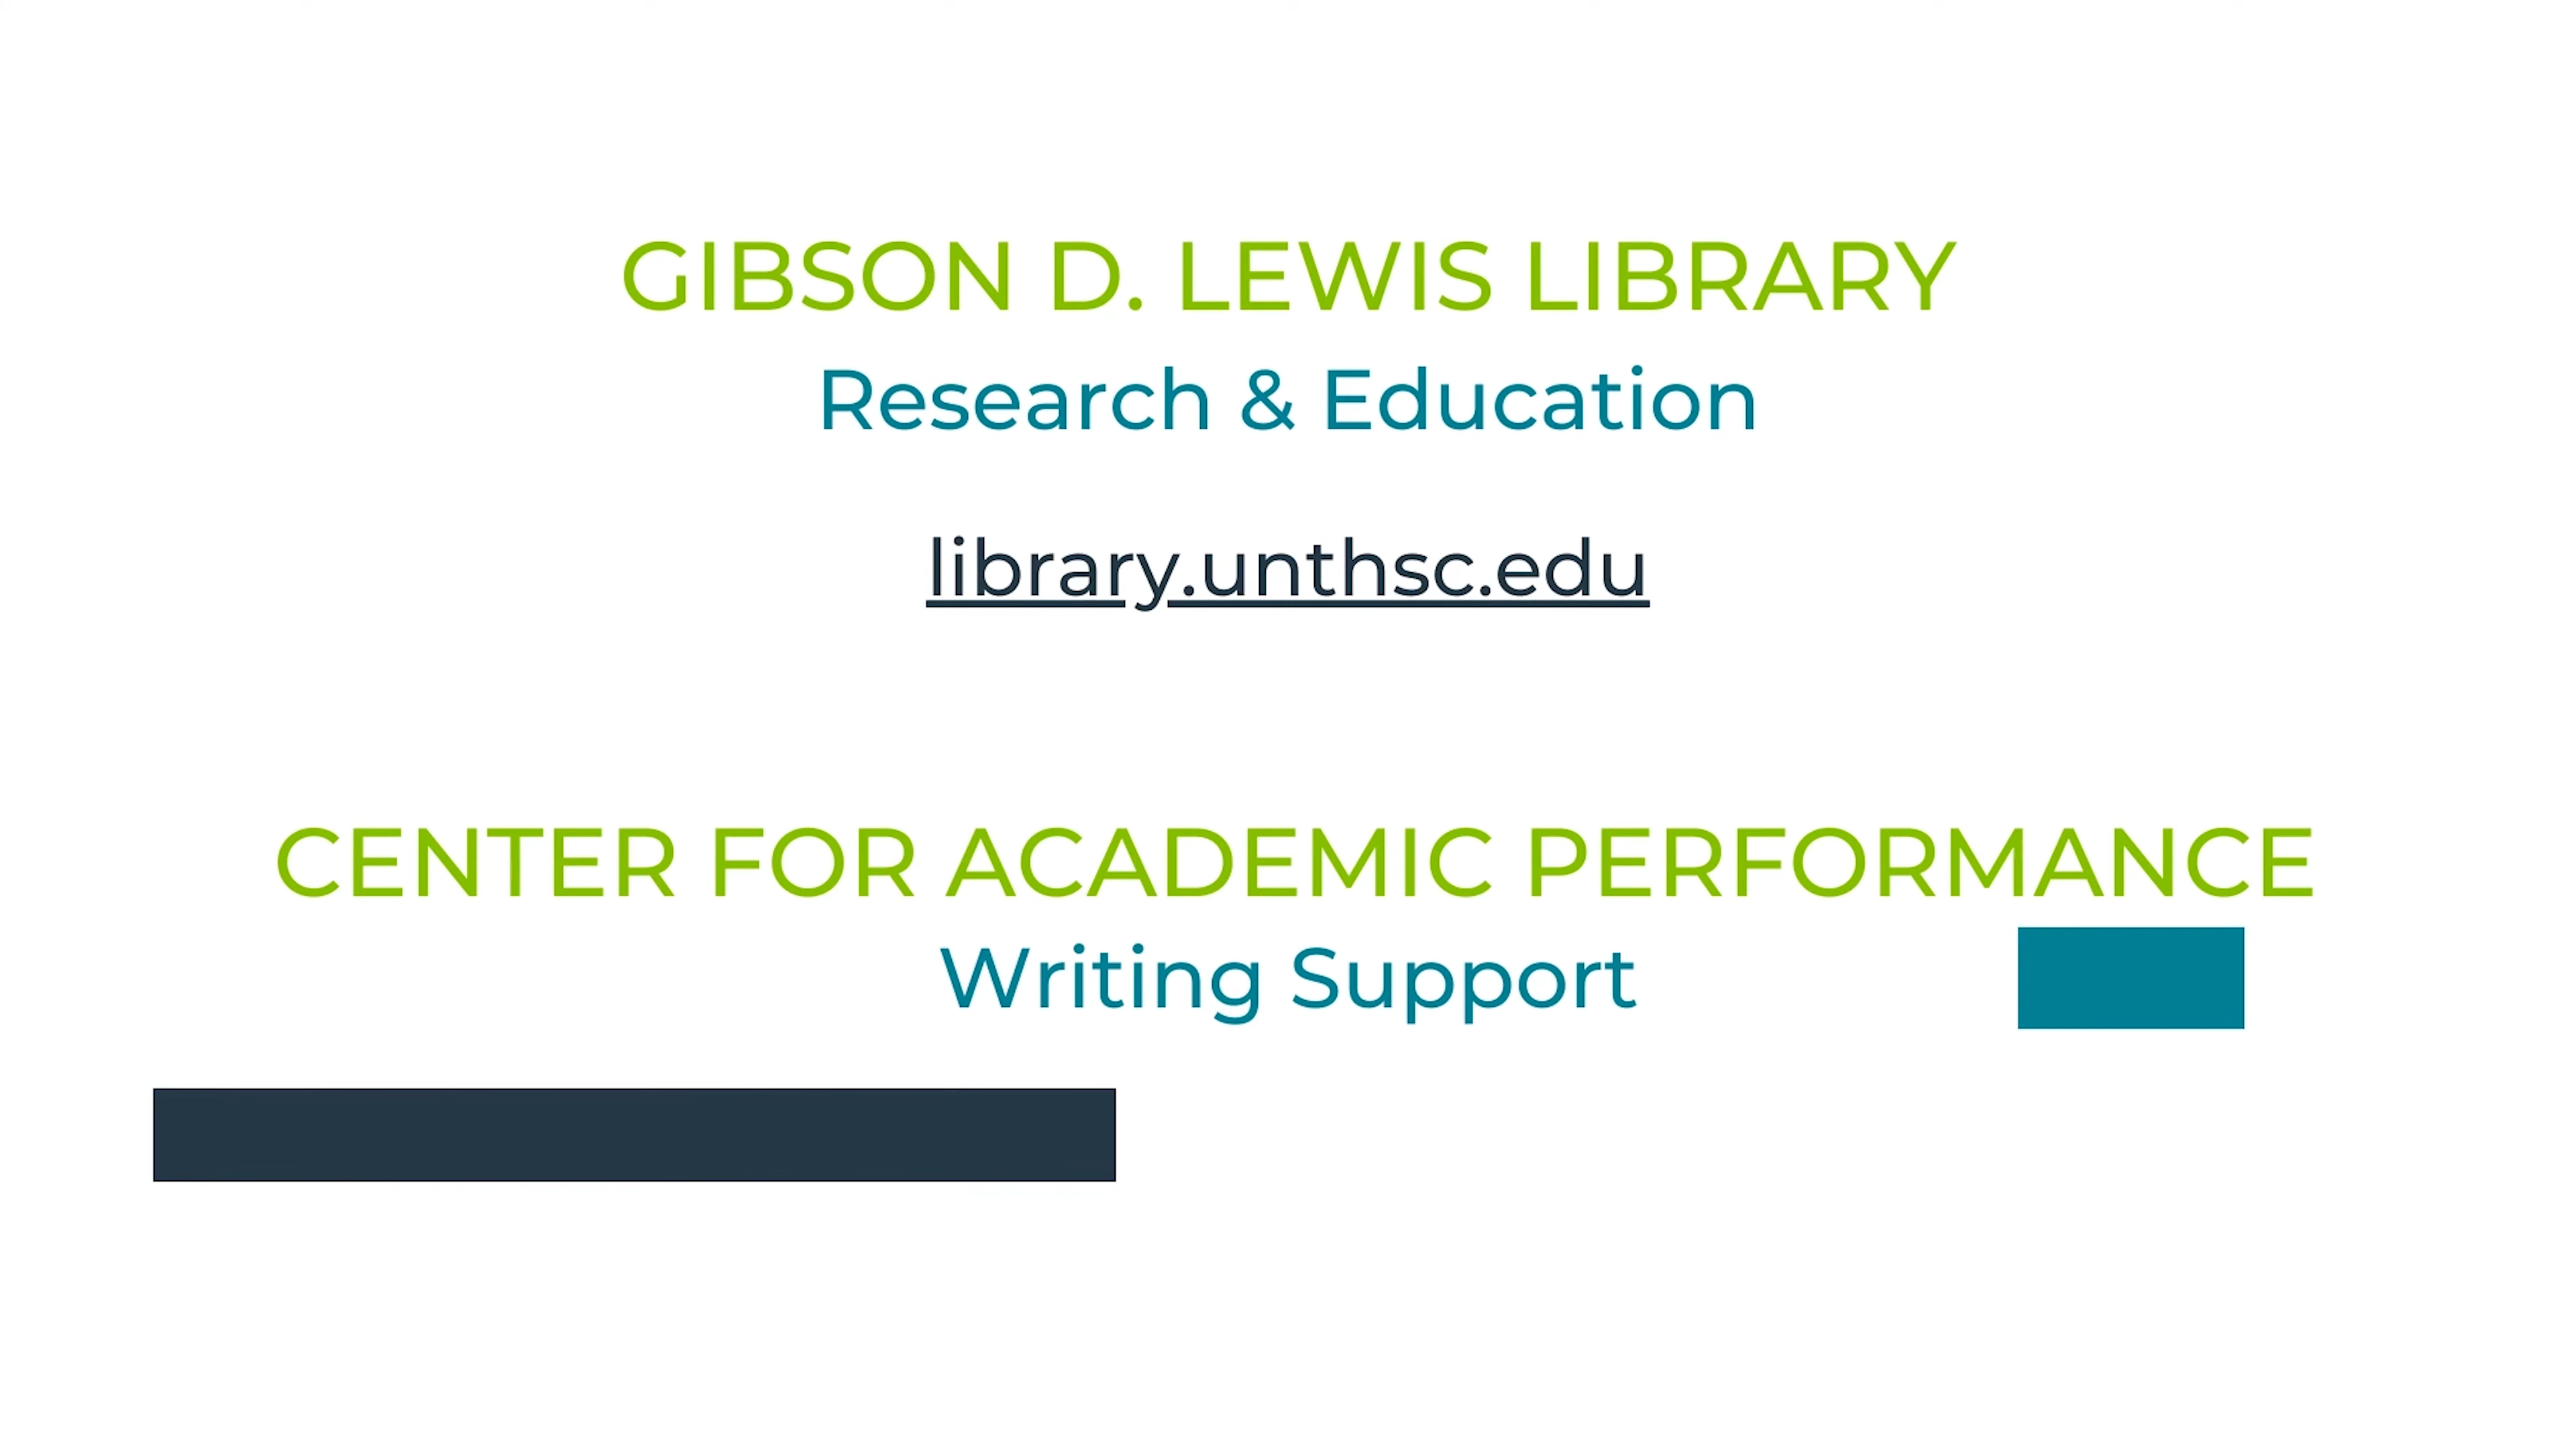 GIBSON D. LEWIS LIBRARY
Research & Education
library.unthsc.edu
CENTER FOR ACADEMIC PERFORMANCE
Writing Support